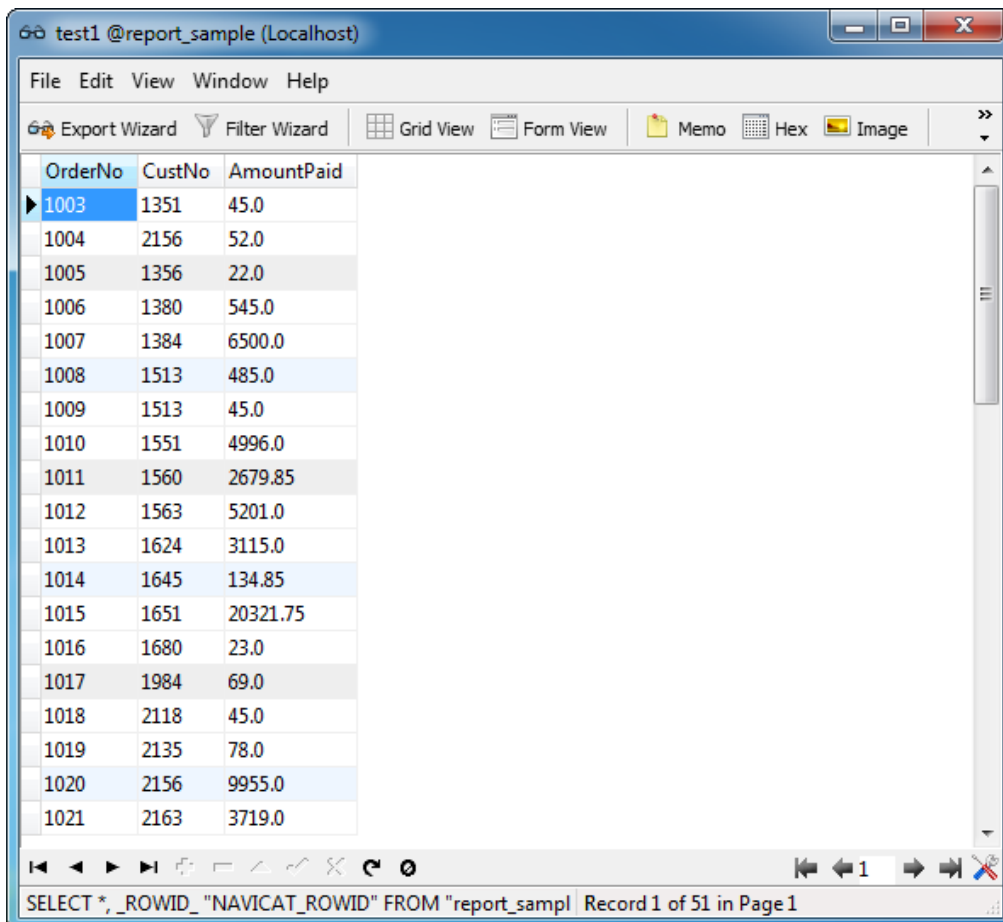 test1 @report_sample (Localhost)
File Edit View Window Help
Export Wizard Filter Wizard Grid View Form View Memo Hex Image »
OrderNo CustNo AmountPaid
1003 1351 45.0
1004 2156 52.0
1005 1356 22.0
1006 1380 545.0
1007 1384 6500.0
1008 1513 485.0
1009 1513 45.0
1010 1551 4996.0
1011 1560 2679.85
1012 1563 5201.0
1013 1624 3115.0
1014 1645 134.85
1015 1651 20321.75
1016 1680 23.0
1017 1984 69.0
1018 2118 45.0
1019 2135 78.0
1020 2156 9955.0
1021 2163 3719.0
1
SELECT *, _ROWID_ "NAVICAT_ROWID" FROM "report_sampl Record 1 of 51 in Page 1